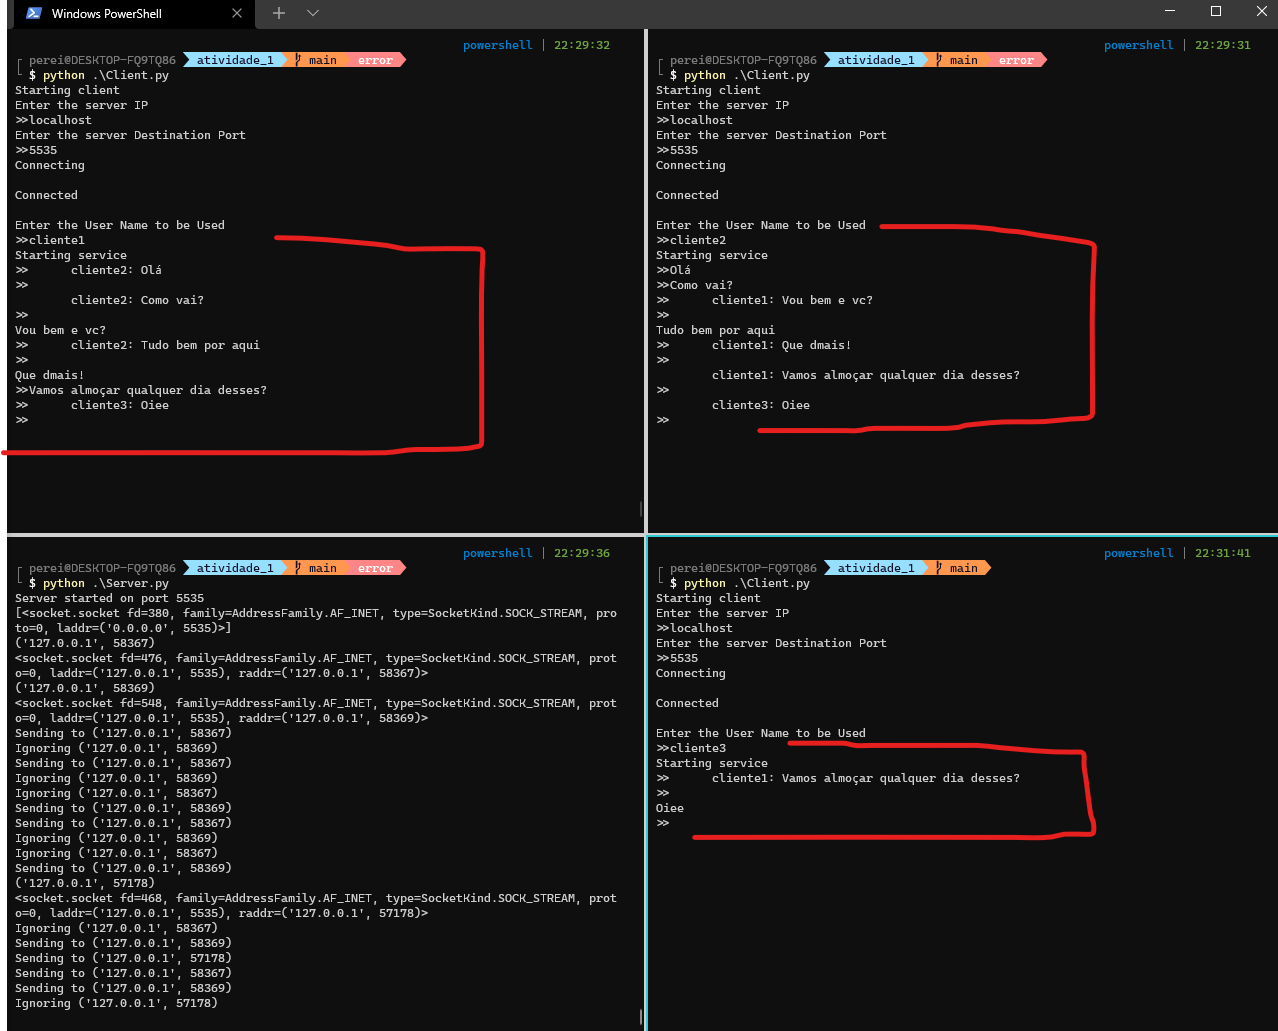 Windows PowerShell
powershell | 22:29:32
perei@DESKTOP-FQ9TQ86 atividade_1 main error
$ python .\Client.py
Starting client
Enter the server IP
>>localhost
Enter the server Destination Port
>>5535
Connecting
Connected
Enter the User Name to be Used
>>cliente1
Starting service
>> cliente2: Olá
>>
cliente2: Como vai?
>>
Vou bem e vc?
>> cliente2: Tudo bem por aqui
>>
Que dmais!
>>Vamos almoçar qualquer dia desses?
>> cliente3: Oiee
>>
powershell | 22:29:31
perei@DESKTOP-FQ9TQ86 atividade_1 main error
$ python .\Client.py
Starting client
Enter the server IP
>>localhost
Enter the server Destination Port
>>5535
Connecting
Connected
Enter the User Name to be Used
>>cliente2
Starting service
>>Olá
>>Como vai?
>> cliente1: Vou bem e vc?
>>
Tudo bem por aqui
>> cliente1: Que dmais!
>>
cliente1: Vamos almoçar qualquer dia desses?
>>
cliente3: Oiee
>>
powershell | 22:29:36
perei@DESKTOP-FQ9TQ86 atividade_1 main error
$ python .\Server.py
Server started on port 5535
[<socket.socket fd=380, family=AddressFamily.AF_INET, type=SocketKind.SOCK_STREAM, pro
to=0, laddr=('0.0.0.0', 5535)>]
('127.0.0.1', 58367)
<socket.socket fd=476, family=AddressFamily.AF_INET, type=SocketKind.SOCK_STREAM, prot
o=0, laddr=('127.0.0.1', 5535), raddr=('127.0.0.1', 58367)>
('127.0.0.1', 58369)
<socket.socket fd=548, family=AddressFamily.AF_INET, type=SocketKind.SOCK_STREAM, prot
o=0, laddr=('127.0.0.1', 5535), raddr=('127.0.0.1', 58369)>
Sending to ('127.0.0.1', 58367)
Ignoring ('127.0.0.1', 58369)
Sending to ('127.0.0.1', 58367)
Ignoring ('127.0.0.1', 58369)
Ignoring ('127.0.0.1', 58367)
Sending to ('127.0.0.1', 58369)
Sending to ('127.0.0.1', 58367)
Ignoring ('127.0.0.1', 58369)
Ignoring ('127.0.0.1', 58367)
Sending to ('127.0.0.1', 58369)
('127.0.0.1', 57178)
<socket.socket fd=468, family=AddressFamily.AF_INET, type=SocketKind.SOCK_STREAM, prot
o=0, laddr=('127.0.0.1', 5535), raddr=('127.0.0.1', 57178)>
Ignoring ('127.0.0.1', 58367)
Sending to ('127.0.0.1', 58369)
Sending to ('127.0.0.1', 57178)
Sending to ('127.0.0.1', 58367)
Sending to ('127.0.0.1', 58369)
Ignoring ('127.0.0.1', 57178)
powershell | 22:31:41
perei@DESKTOP-FQ9TQ86 atividade_1 main
$ python .\Client.py
Starting client
Enter the server IP
>>localhost
Enter the server Destination Port
>>5535
Connecting
Connected
Enter the User Name to be Used
>>cliente3
Starting service
>> cliente1: Vamos almoçar qualquer dia desses?
>>
Oiee
>>